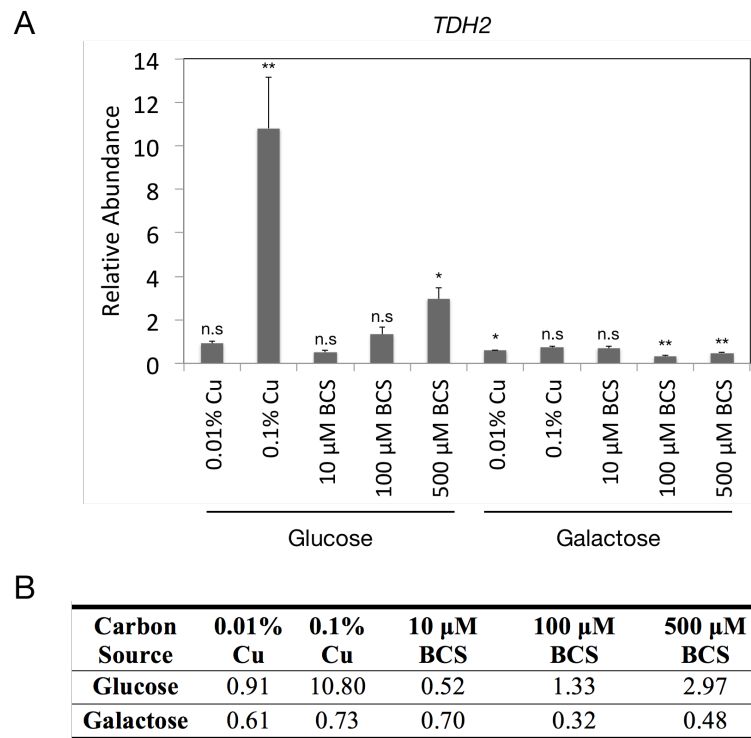 A
TDH2
Relative Abundance
14
12
10
8
6
4
2
0
**
*
n.s
n.s
n.s
*
n.s
n.s
**
**
0.01% Cu
0.1% Cu
10 µM BCS
100 µM BCS
500 µM BCS
0.01% Cu
0.1% Cu
10 µM BCS
100 µM BCS
500 µM BCS
Glucose
Galactose
B
Carbon 0.01% 0.1% 10 µM 100 µM 500 µM
Source Cu Cu BCS BCS BCS
Glucose 0.91 10.80 0.52 1.33 2.97
Galactose 0.61 0.73 0.70 0.32 0.48